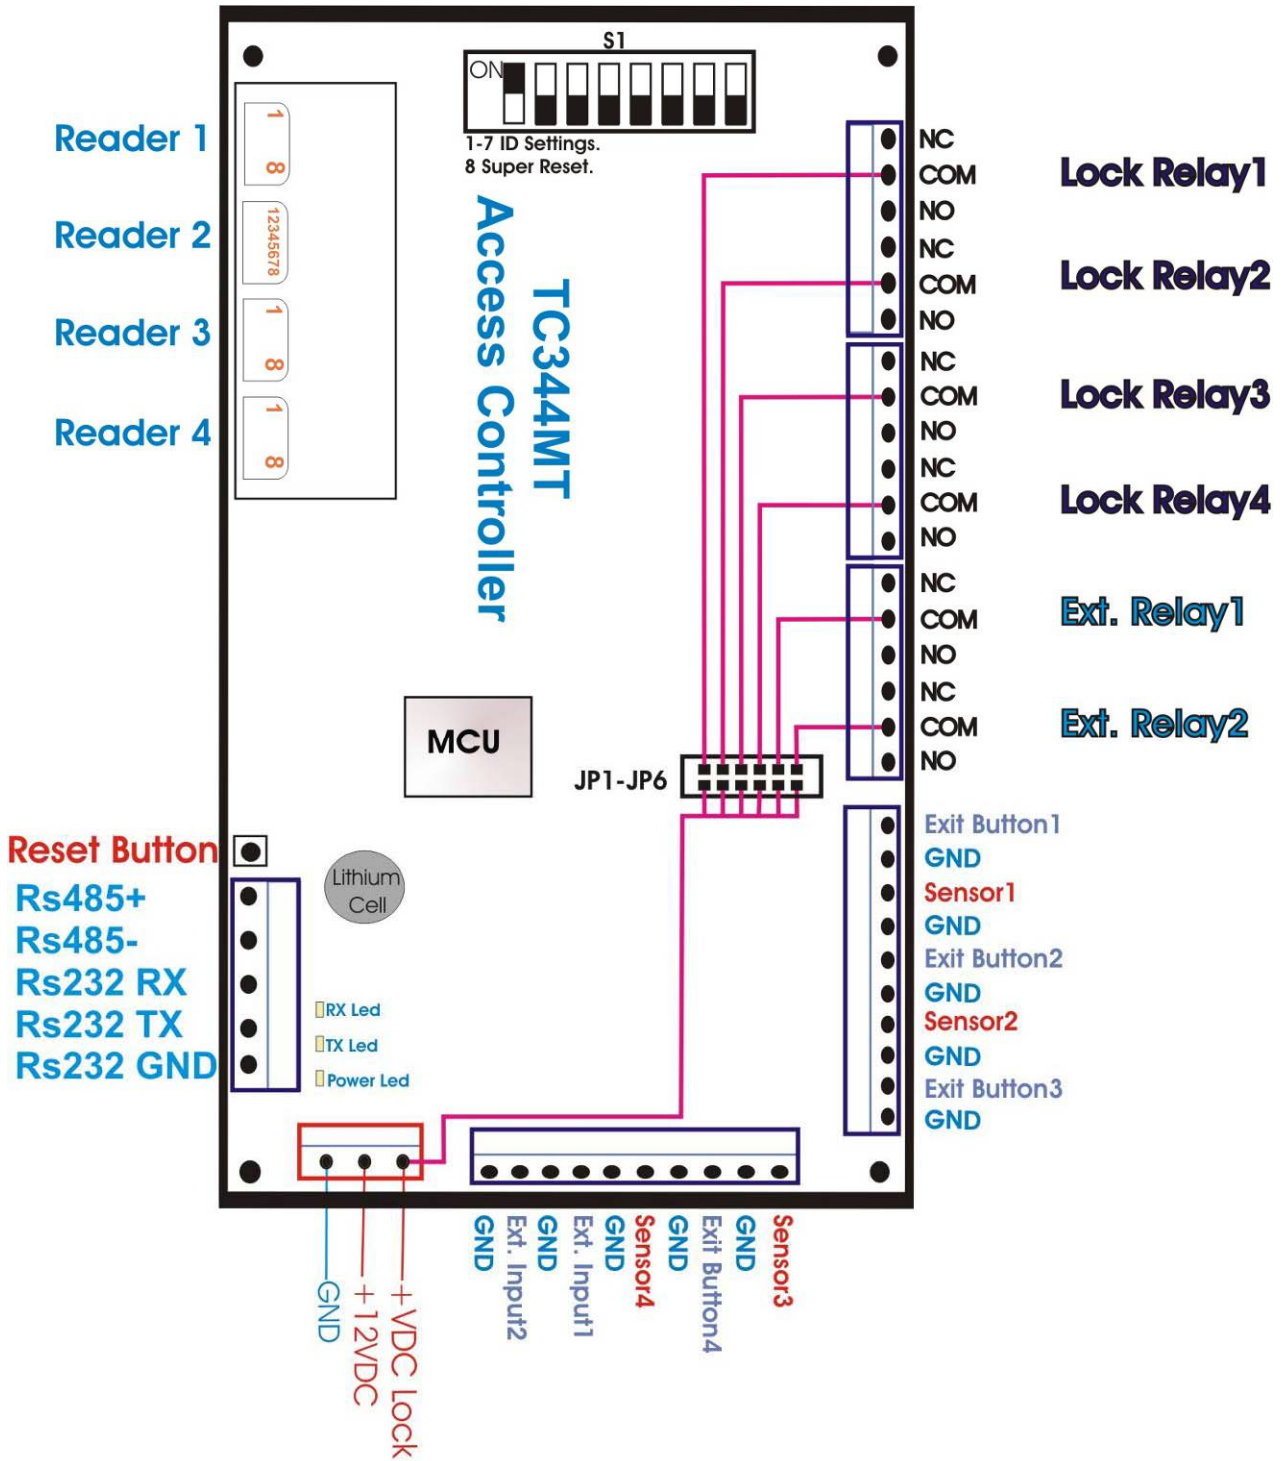 S1
ON
1-7 ID Settings.
8 Super Reset.
Reader 1
1
8
Reader 2
12345678
Reader 3
1
8
Reader 4
1
8
TC344MT
Access Controller
NC
COM
NO
Lock Relay1
NC
COM
NO
Lock Relay2
NC
COM
NO
Lock Relay3
NC
COM
NO
Lock Relay4
NC
COM
NO
Ext. Relay1
NC
COM
NO
Ext. Relay2
MCU
JP1-JP6
Reset Button
Lithium
Cell
Rs485+
Rs485-
Rs232 RX
Rs232 TX
Rs232 GND
RX Led
TX Led
Power Led
Exit Button1
GND
Sensor1
GND
Exit Button2
GND
Sensor2
GND
Exit Button3
GND
GND
+12VDC
+VDC Lock
GND
Ext. Input2
GND
Ext. Input1
GND
Sensor4
GND
Exit Button4
GND
Sensor3